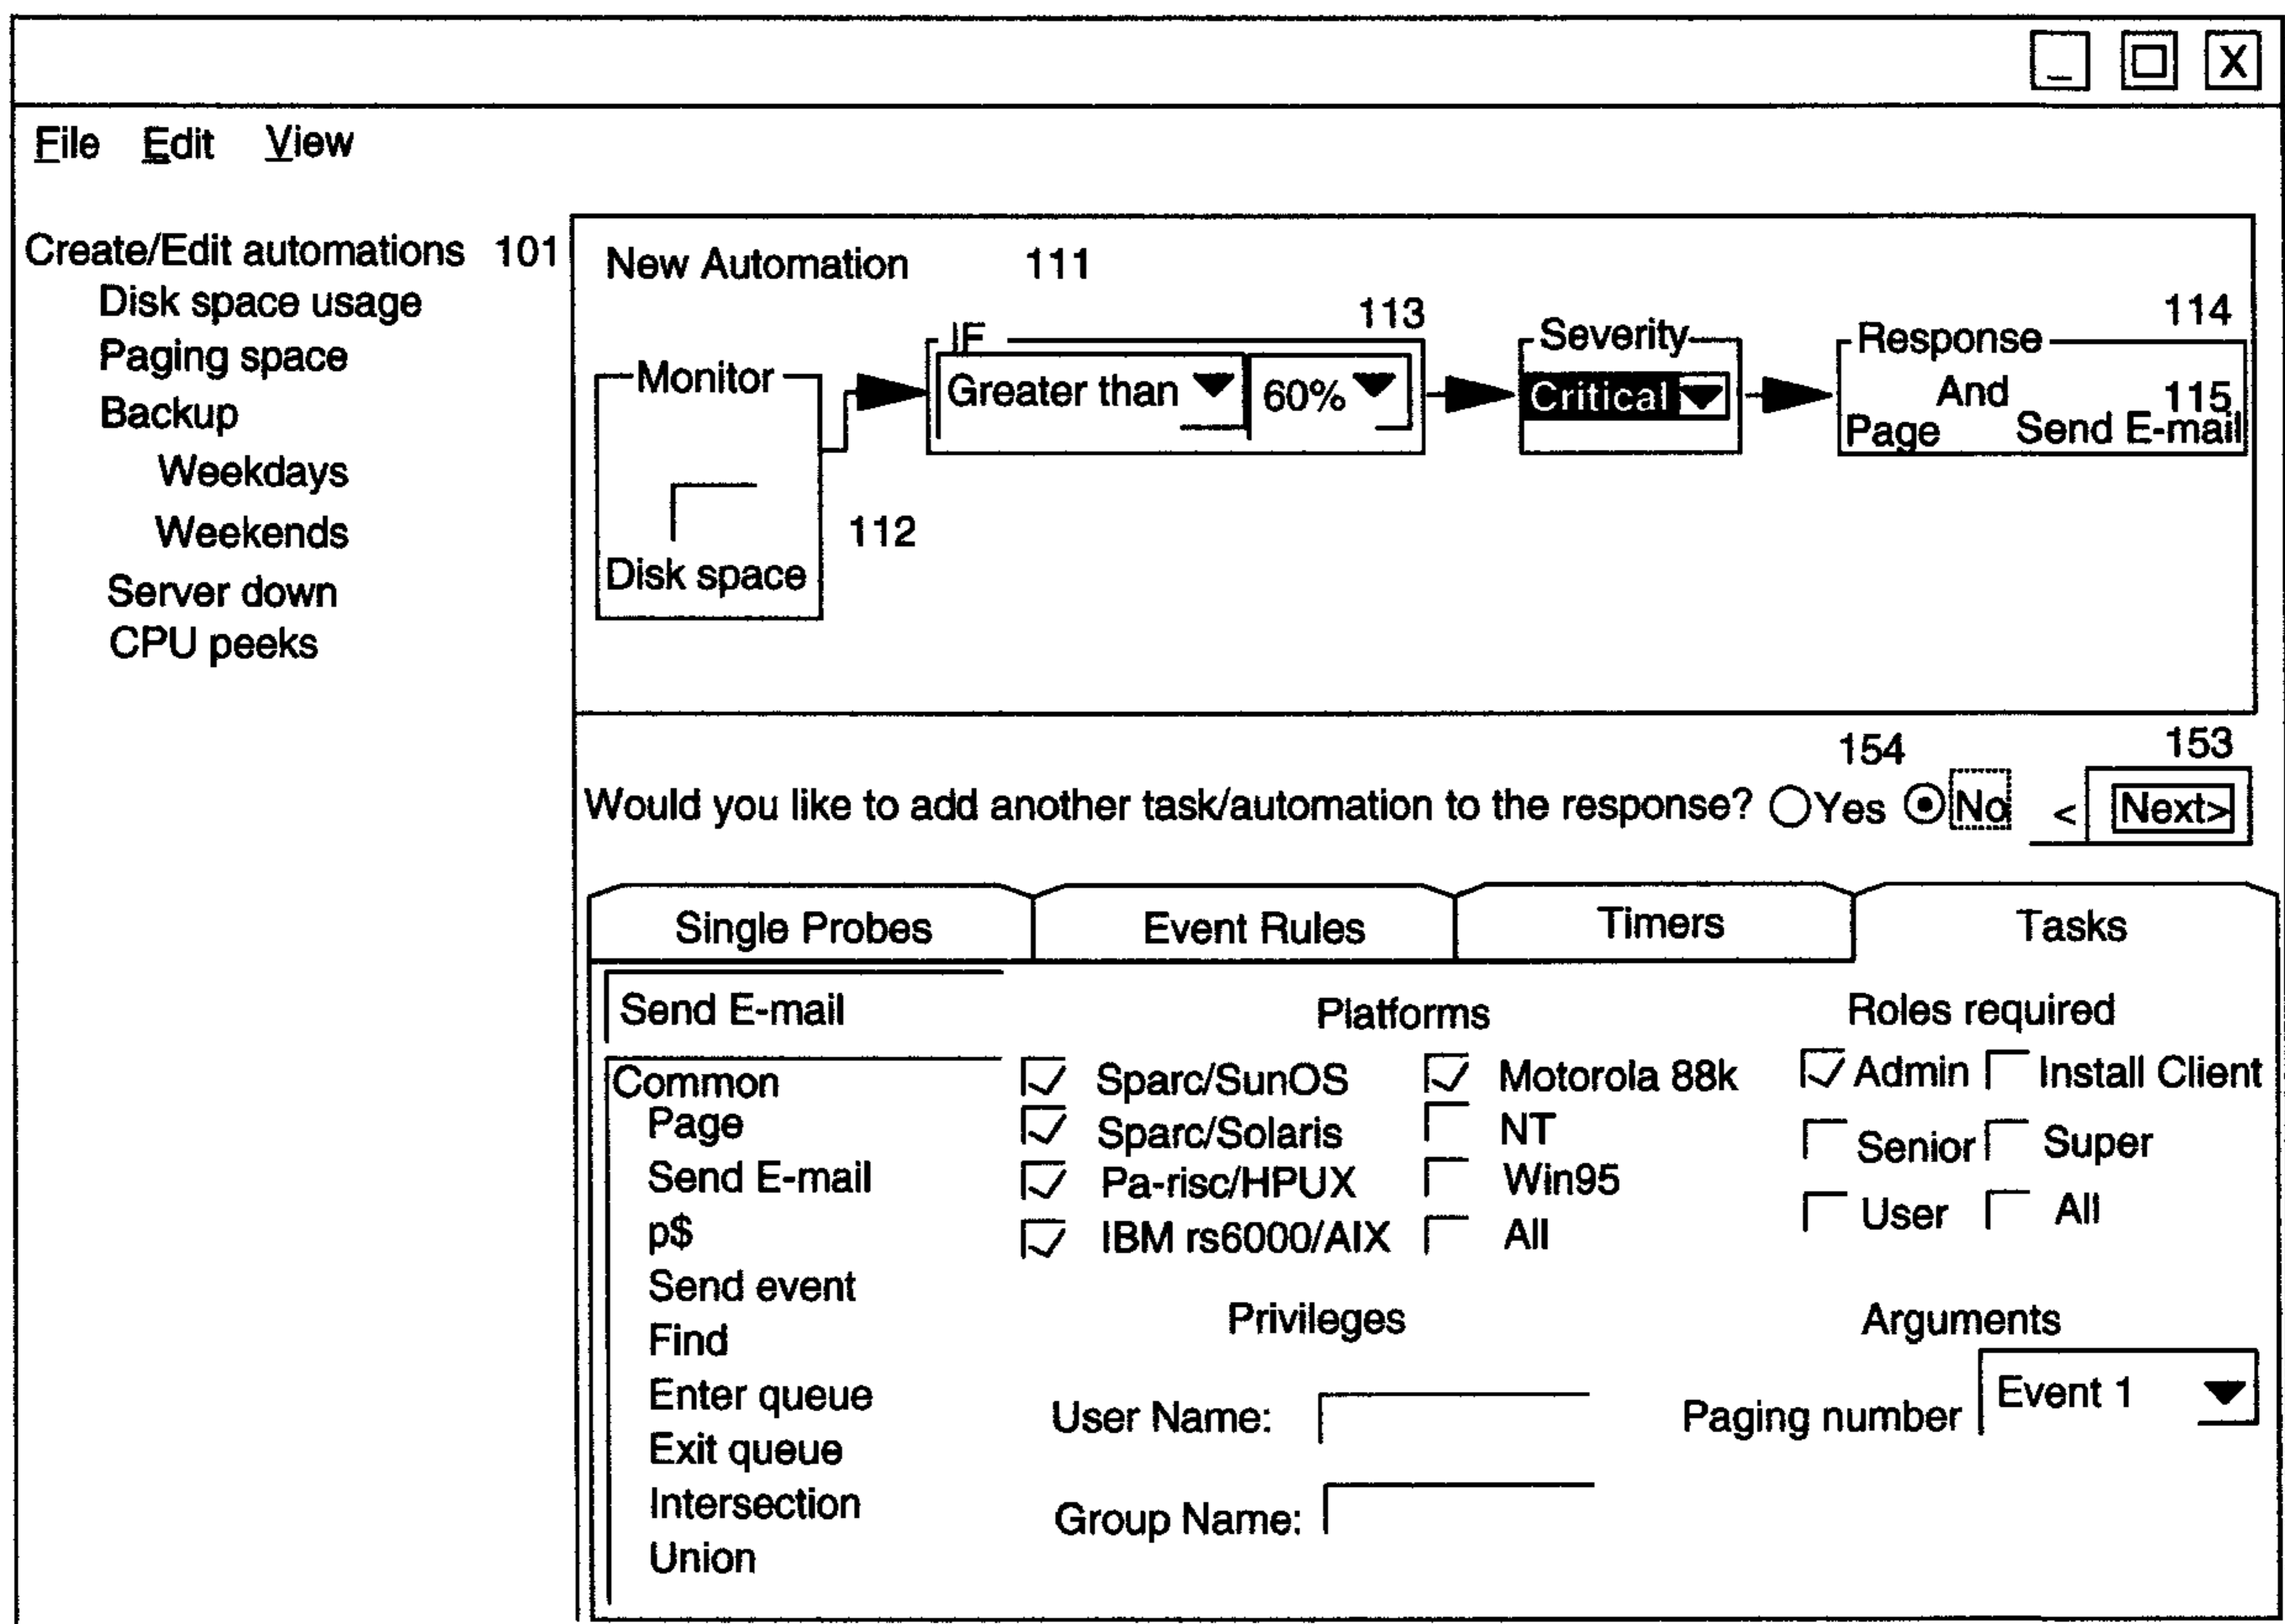 _ X
File Edit View
Create/Edit automations 101
Disk space usage
Paging space
Backup
Weekdays
Weekends
Server down
CPU peeks
New Automation 111
Monitor
Disk space
112
IF 113
Greater than 60%
Severity
Critical
Response 114
And 115
Page Send E-mail
154 153
Would you like to add another task/automation to the response? Yes No < Next>
Single Probes Event Rules Timers Tasks
Send E-mail
Common
Page
Send E-mail
p$
Send event
Find
Enter queue
Exit queue
Intersection
Union
Platforms
Sparc/SunOS Motorola 88k
Sparc/Solaris NT
Pa-risc/HPUX Win95
IBM rs6000/AIX All
Roles required
Admin Install Client
Senior Super
User All
Privileges
User Name:
Group Name:
Arguments
Paging number Event 1